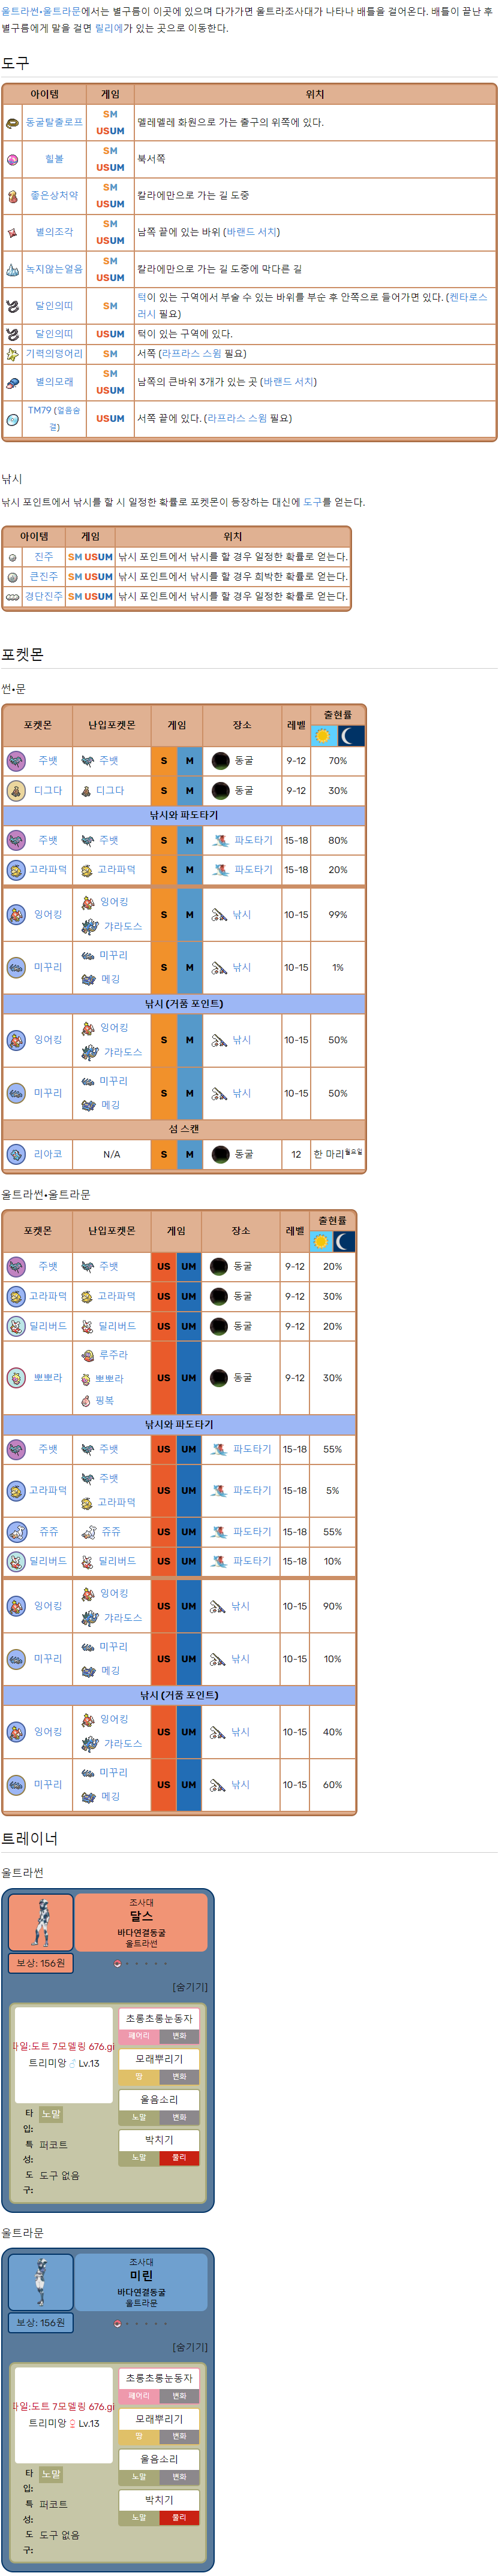 울트라썬·울트라문에서는 별구름이 이곳에 있으며 다가가면 울트라조사대가 나타나 배틀을 걸어온다. 배틀이 끝난 후
별구름에게 말을 걸면 릴리에가 있는 곳으로 이동한다.
도구
아이템 게임 위치
동굴탈출로프 SM USUM 멜레멜레 화원으로 가는 출구의 위쪽에 있다.
힐볼 SM USUM 북서쪽
좋은상처약 SM USUM 칼라에만으로 가는 길 도중
별의조각 SM USUM 남쪽 끝에 있는 바위 (바랜드 서치)
녹지않는얼음 SM USUM 칼라에만으로 가는 길 도중에 막다른 길
달인의띠 SM 턱이 있는 구역에서 부술 수 있는 바위를 부순 후 안쪽으로 들어가면 있다. (켄타로스
러시 필요)
달인의띠 USUM 턱이 있는 구역에 있다.
기력의덩어리 SM 서쪽 (라프라스 스윔 필요)
별의모래 SM USUM 남쪽의 큰바위 3개가 있는 곳 (바랜드 서치)
TM79 (얼음숨결) USUM 서쪽 끝에 있다. (라프라스 스윔 필요)
낚시
낚시 포인트에서 낚시를 할 시 일정한 확률로 포켓몬이 등장하는 대신에 도구를 얻는다.
아이템 게임 위치
진주 SM USUM 낚시 포인트에서 낚시를 할 경우 일정한 확률로 얻는다.
큰진주 SM USUM 낚시 포인트에서 낚시를 할 경우 희박한 확률로 얻는다.
경단진주 SM USUM 낚시 포인트에서 낚시를 할 경우 일정한 확률로 얻는다.
포켓몬
썬·문
포켓몬 난입포켓몬 게임 장소 레벨 출현률
주뱃 주뱃 S M 동굴 9-12 70%
디그다 디그다 S M 동굴 9-12 30%
낚시와 파도타기
주뱃 주뱃 S M 파도타기 15-18 80%
고라파덕 고라파덕 S M 파도타기 15-18 20%
잉어킹 잉어킹 갸라도스 S M 낚시 10-15 99%
미꾸리 미꾸리 메깅 S M 낚시 10-15 1%
낚시 (거품 포인트)
잉어킹 잉어킹 갸라도스 S M 낚시 10-15 50%
미꾸리 미꾸리 메깅 S M 낚시 10-15 50%
섬 스캔
리아코 N/A S M 동굴 12 한 마리월요일
울트라썬·울트라문
포켓몬 난입포켓몬 게임 장소 레벨 출현률
주뱃 주뱃 US UM 동굴 9-12 20%
고라파덕 고라파덕 US UM 동굴 9-12 30%
딜리버드 딜리버드 US UM 동굴 9-12 20%
뽀뽀라 루주라 뽀뽀라 핑복 US UM 동굴 9-12 30%
낚시와 파도타기
주뱃 주뱃 US UM 파도타기 15-18 55%
고라파덕 주뱃 고라파덕 US UM 파도타기 15-18 5%
쥬쥬 쥬쥬 US UM 파도타기 15-18 55%
딜리버드 딜리버드 US UM 파도타기 15-18 10%
잉어킹 잉어킹 갸라도스 US UM 낚시 10-15 90%
미꾸리 미꾸리 메깅 US UM 낚시 10-15 10%
낚시 (거품 포인트)
잉어킹 잉어킹 갸라도스 US UM 낚시 10-15 40%
미꾸리 미꾸리 메깅 US UM 낚시 10-15 60%
트레이너
울트라썬
조사대
달스
바다연결동굴
울트라썬
보상: 156원
[숨기기]
파일:도트 7모델링 676.gi
트리미앙 ♂ Lv.13
타입: 노말
특성: 퍼코트
도구: 도구 없음
초롱초롱눈동자
페어리 변화
모래뿌리기
땅 변화
울음소리
노말 변화
박치기
노말 물리
울트라문
조사대
미린
바다연결동굴
울트라문
보상: 156원
[숨기기]
파일:도트 7모델링 676.gi
트리미앙 ♀ Lv.13
타입: 노말
특성: 퍼코트
도구: 도구 없음
초롱초롱눈동자
페어리 변화
모래뿌리기
땅 변화
울음소리
노말 변화
박치기
노말 물리